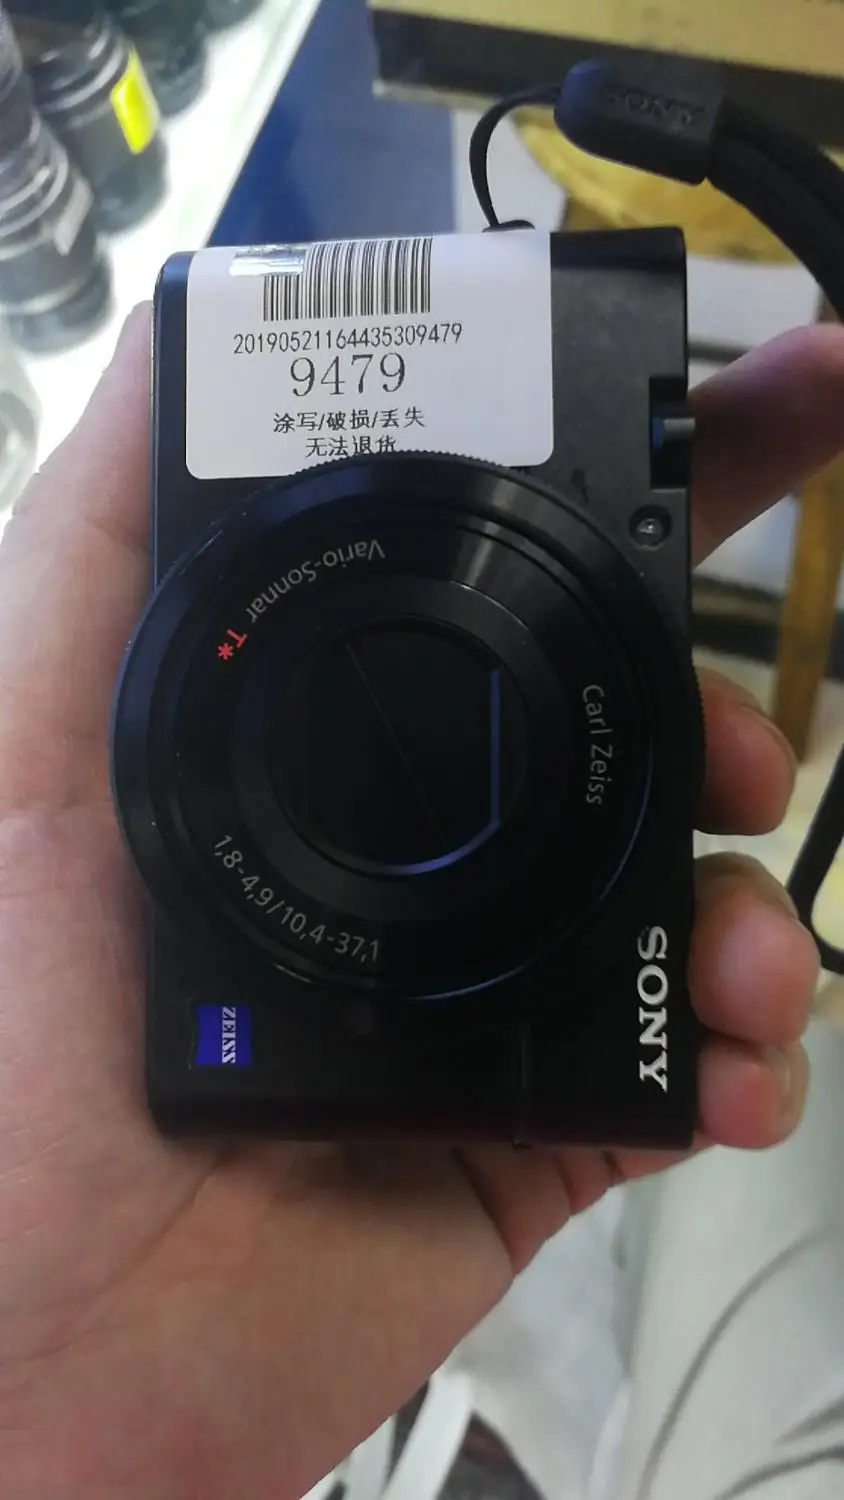 SONY
20190521164435309479
9479
涂写/破损/丢失
无法退货
Vario-Sonnar T*
Carl Zeiss
1,8-4,9/10,4-37,1
SONY
ZEISS